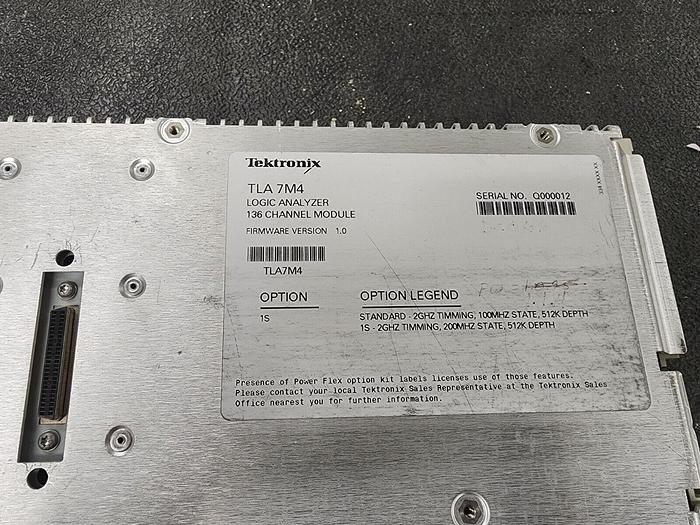 Tektronix
TLA 7M4
LOGIC ANALYZER
136 CHANNEL MODULE
FIRMWARE VERSION 1.0
SERIAL NO. Q000012
TLA7M4
OPTION
1S
OPTION LEGEND
STANDARD - 2GHZ TIMMING, 100MHZ STATE, 512K DEPTH
1S - 2GHZ TIMMING, 200MHZ STATE, 512K DEPTH
Presence of Power Flex option kit labels licenses use of those features.
Please contact your local Tektronix Sales Representative at the Tektronix Sales
Office nearest you for further information.